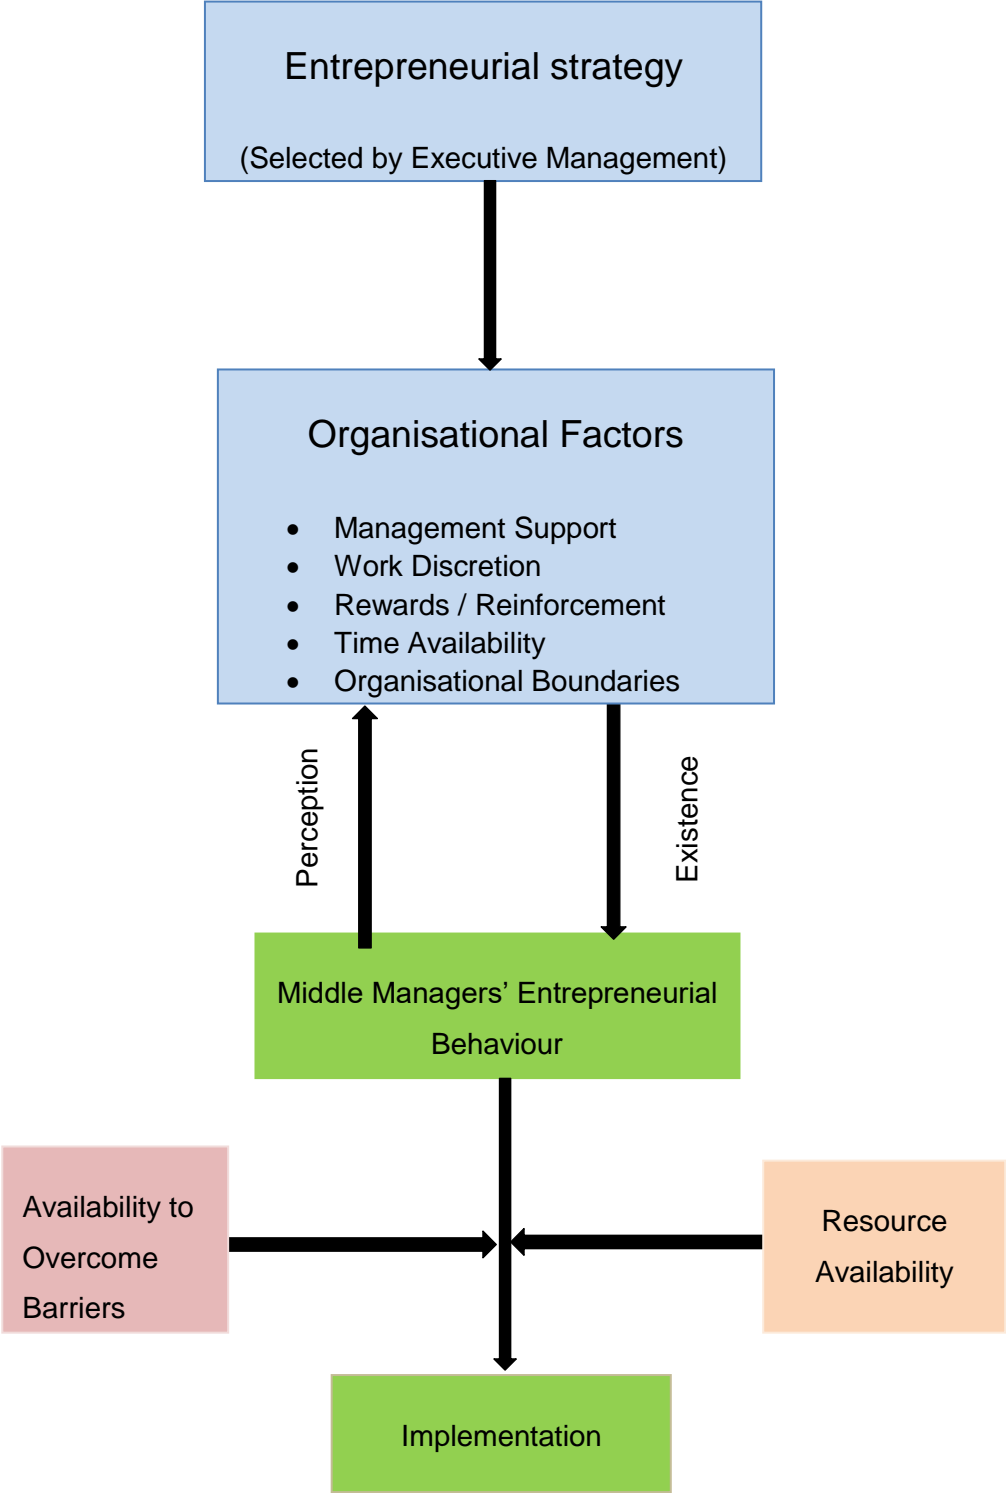 Entrepreneurial strategy
(Selected by Executive Management)
Organisational Factors
• Management Support
• Work Discretion
• Rewards / Reinforcement
• Time Availability
• Organisational Boundaries
Perception
Existence
Middle Managers’ Entrepreneurial
Behaviour
Availability to
Overcome
Barriers
Resource
Availability
Implementation